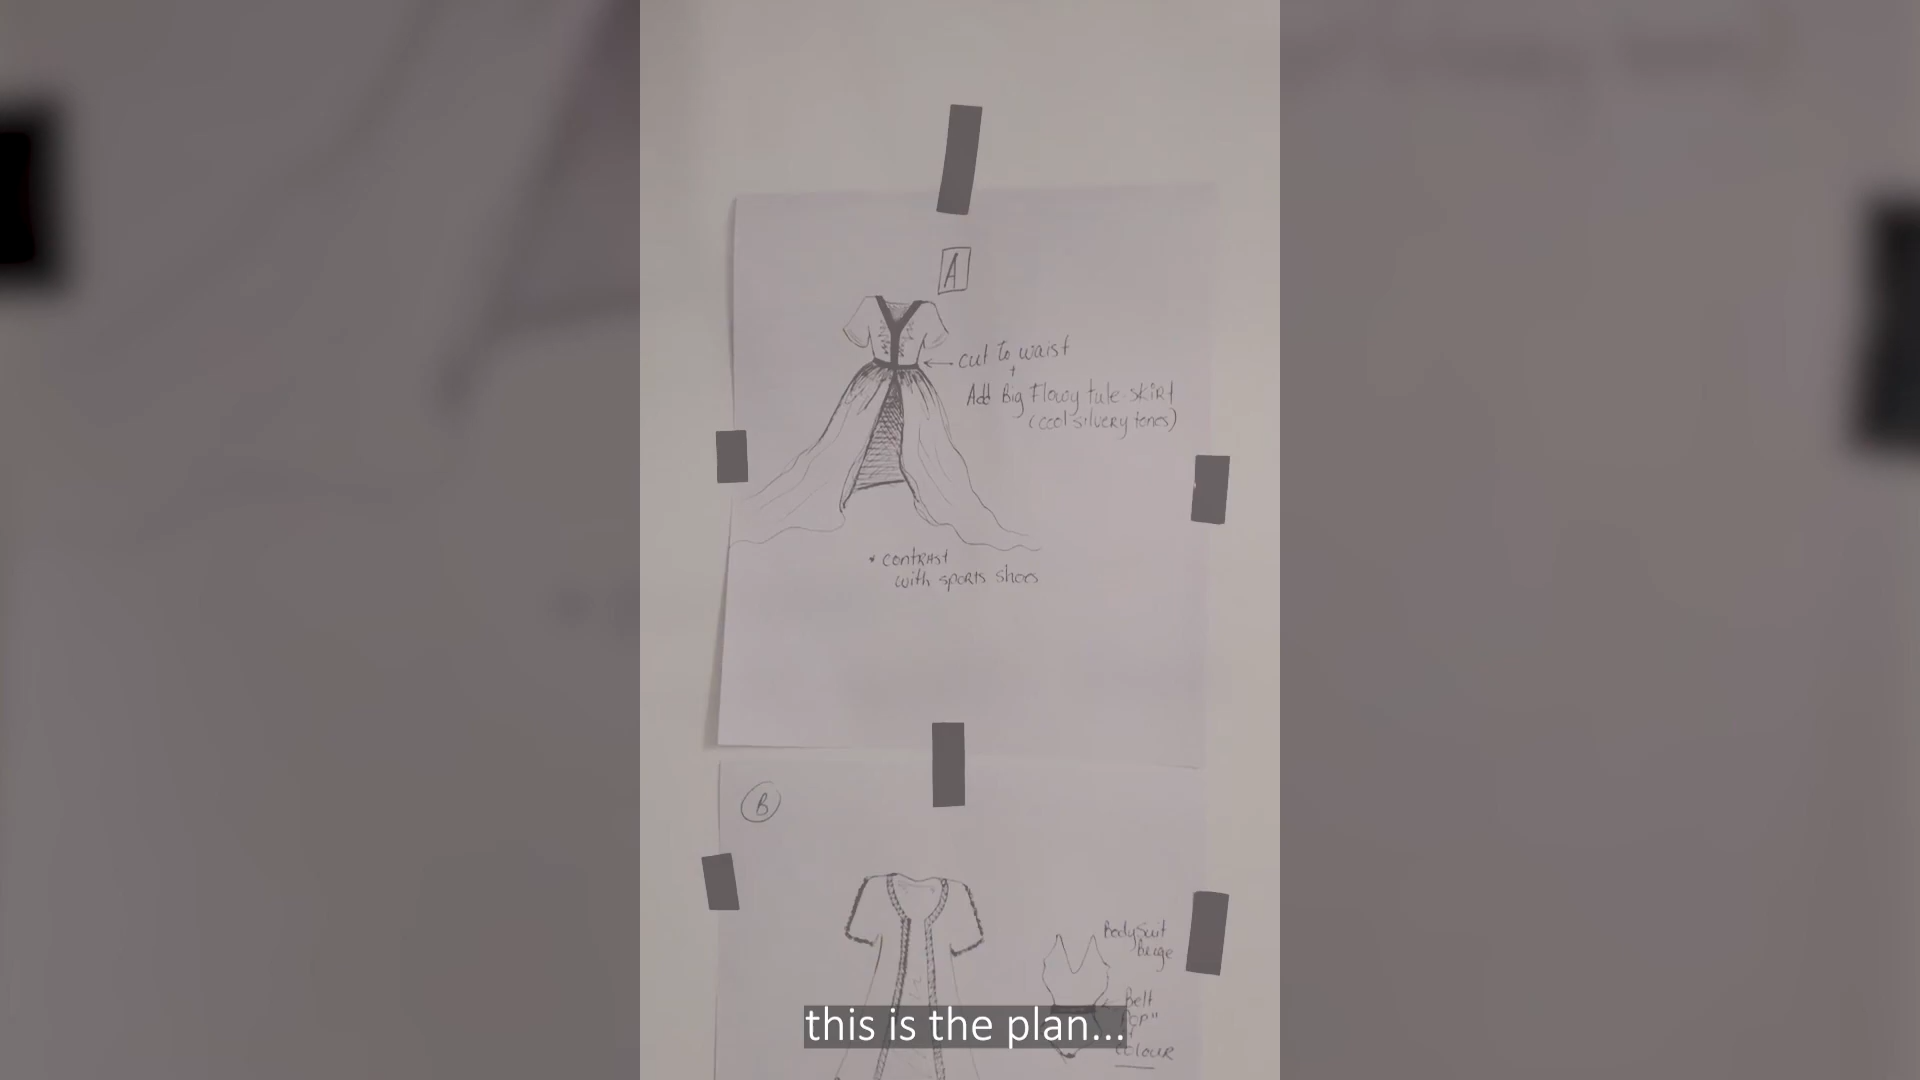 A
cut To waist
+
Add Big Flowy tule skirt
(cool silvery tones)
* contrast
with sports shoes
B
BodySuit
Beige
Belt
"POP"
colour
this is the plan...